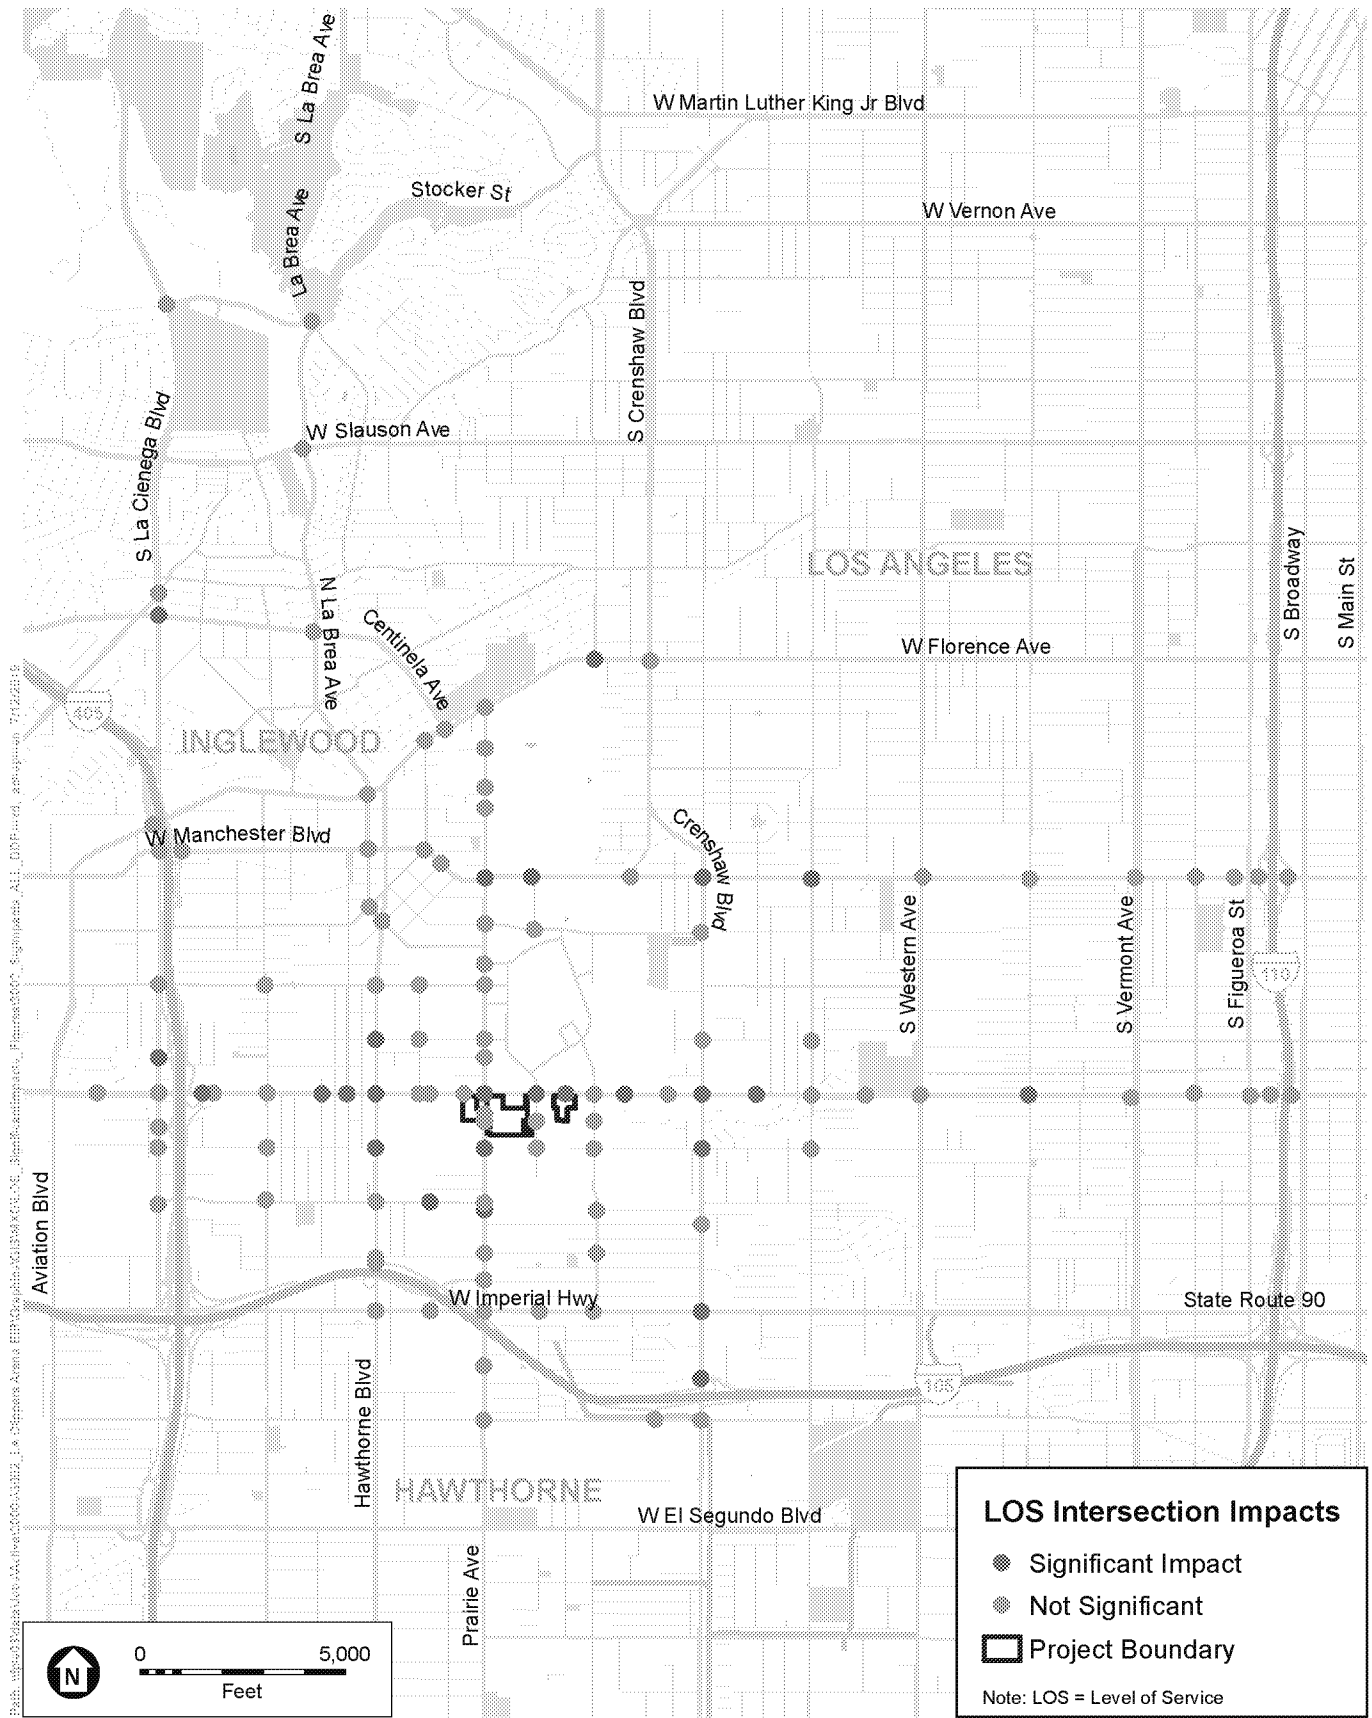 S La Brea Ave
W Martin Luther King Jr Blvd
Stocker St
W Vernon Ave
La Brea Ave
S Crenshaw Blvd
S La Cienega Blvd
W Slauson Ave
LOS ANGELES
S Broadway
S Main St
N La Brea Ave
Centinela Ave
W Florence Ave
405
INGLEWOOD
W Manchester Blvd
Crenshaw Blvd
S Western Ave
S Vermont Ave
S Figueroa St
110
Aviation Blvd
W Imperial Hwy
State Route 90
105
Hawthorne Blvd
HAWTHORNE
W El Segundo Blvd
Prairie Ave
LOS Intersection Impacts
Significant Impact
Not Significant
Project Boundary
Note: LOS = Level of Service
N
0 5,000
Feet